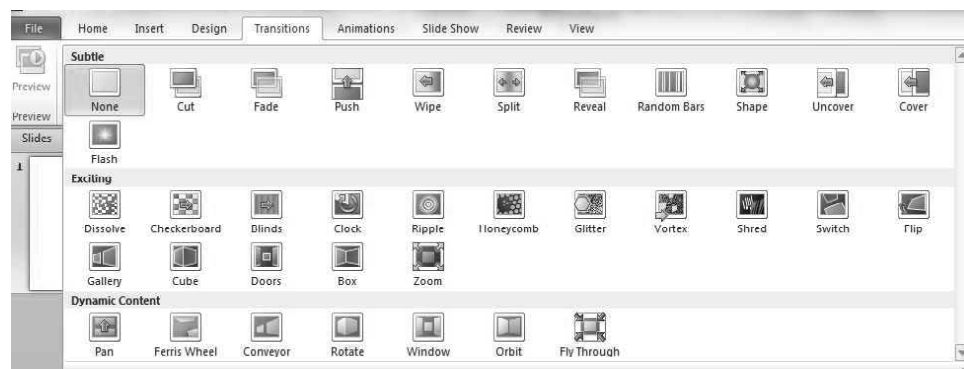 File Home Insert Design Transitions Animations Slide Show Review View
Subtle
Preview
None Cut Fade Push Wipe Split Reveal Random Bars Shape Uncover Cover
Preview
Slides
Flash
1
Exciting
Dissolve Checkerboard Blinds Clock Ripple Honeycomb Glitter Vortex Shred Switch Flip
Gallery Cube Doors Box Zoom
Dynamic Content
Pan Ferris Wheel Conveyor Rotate Window Orbit Fly Through